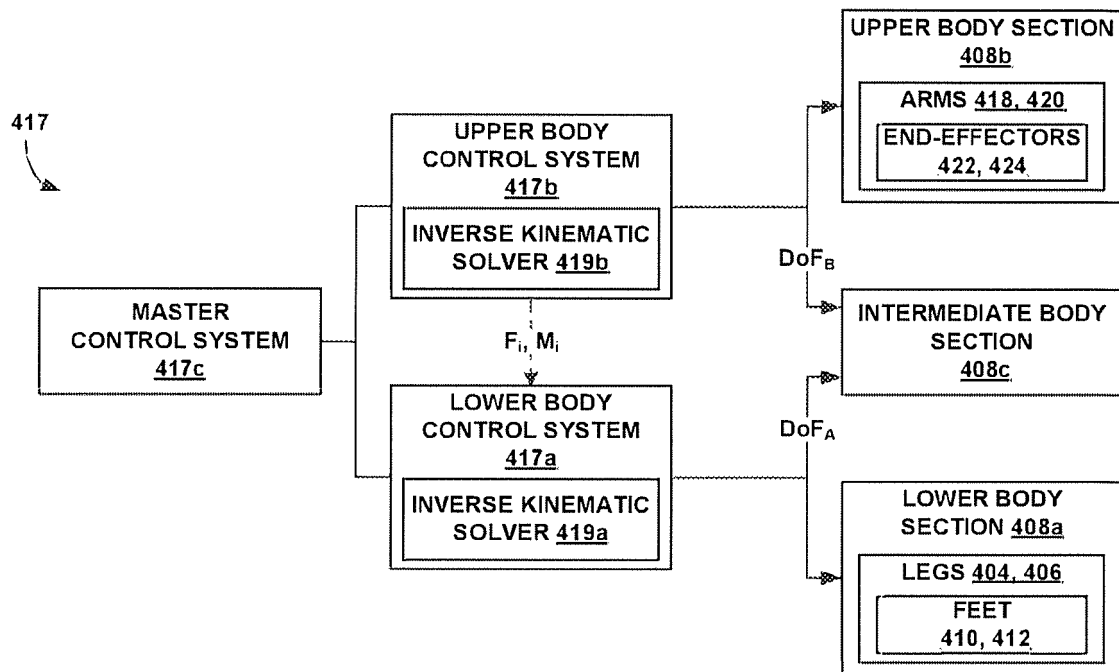 417
MASTER
CONTROL SYSTEM
417c
UPPER BODY
CONTROL SYSTEM
417b
INVERSE KINEMATIC
SOLVER 419b
Fi, Mi
LOWER BODY
CONTROL SYSTEM
417a
INVERSE KINEMATIC
SOLVER 419a
UPPER BODY SECTION
408b
ARMS 418, 420
END-EFFECTORS
422, 424
DoFB
INTERMEDIATE BODY
SECTION
408c
DoFA
LOWER BODY
SECTION 408a
LEGS 404, 406
FEET
410, 412